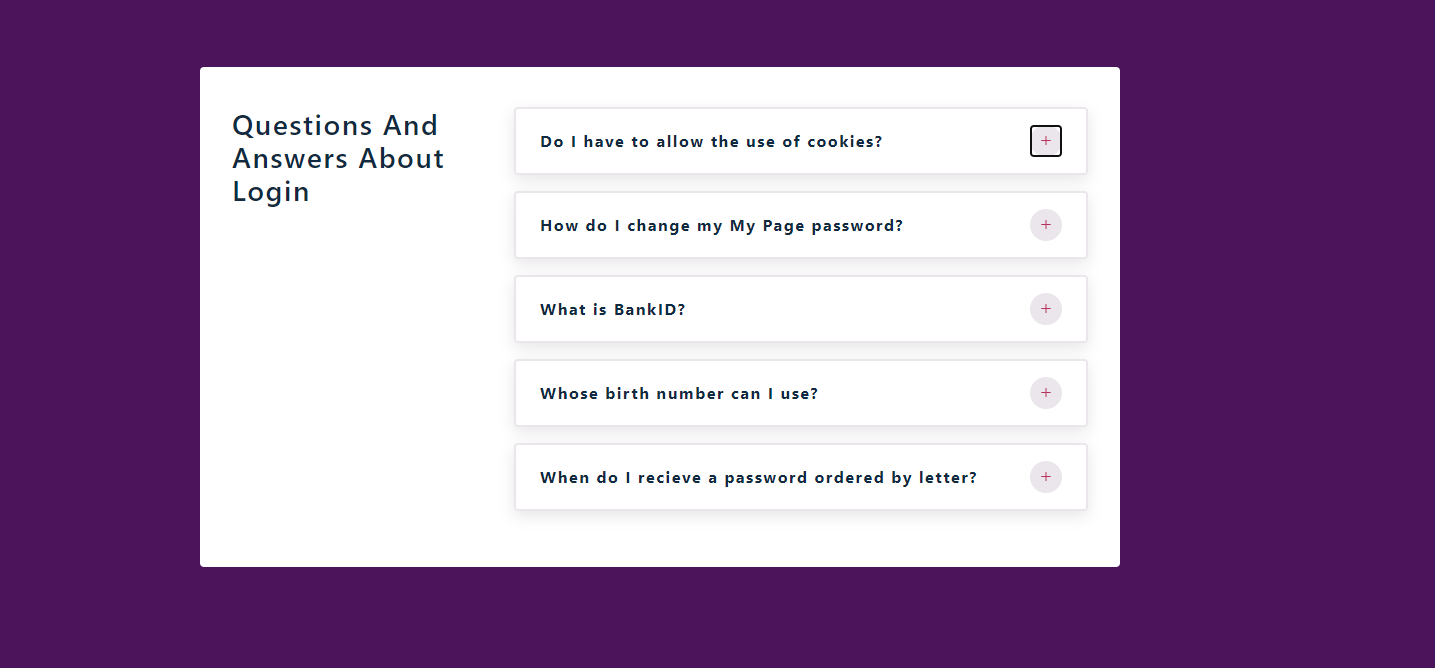 Questions And
Answers About
Login
Do I have to allow the use of cookies?
+
How do I change my My Page password?
+
What is BankID?
+
Whose birth number can I use?
+
When do I recieve a password ordered by letter?
+